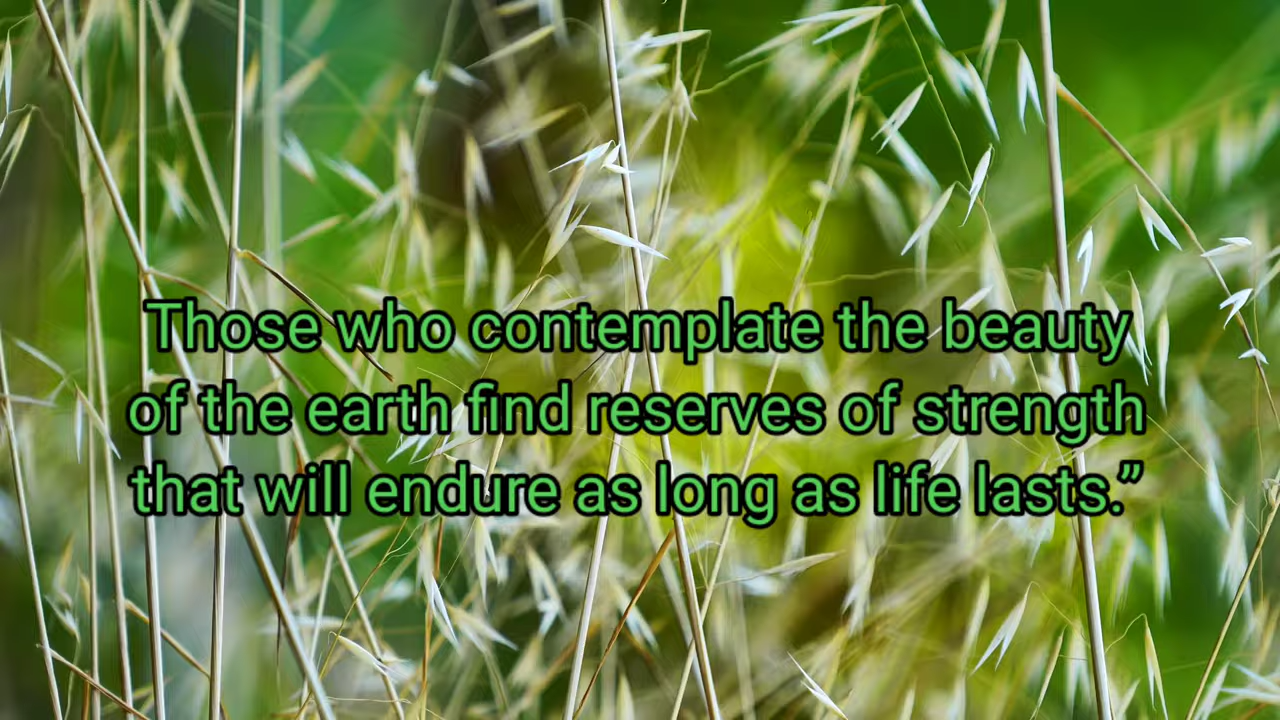 Those who contemplate the beauty
of the earth find reserves of strength
that will endure as long as life lasts.”